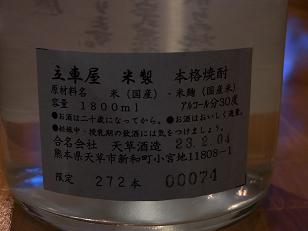 立車屋 米製 本格焼酎
原材料名 米(国産)・米麹(国産米)
容量 1800ml アルコール分30度
●お酒は二十歳になってから。●お酒はおいしく適量。
●妊娠中・授乳期の飲酒には気をつけましょう。
合名会社 天草酒造 23.2.04
熊本県天草市新和町小宮地11808-1
限定 272本 00074